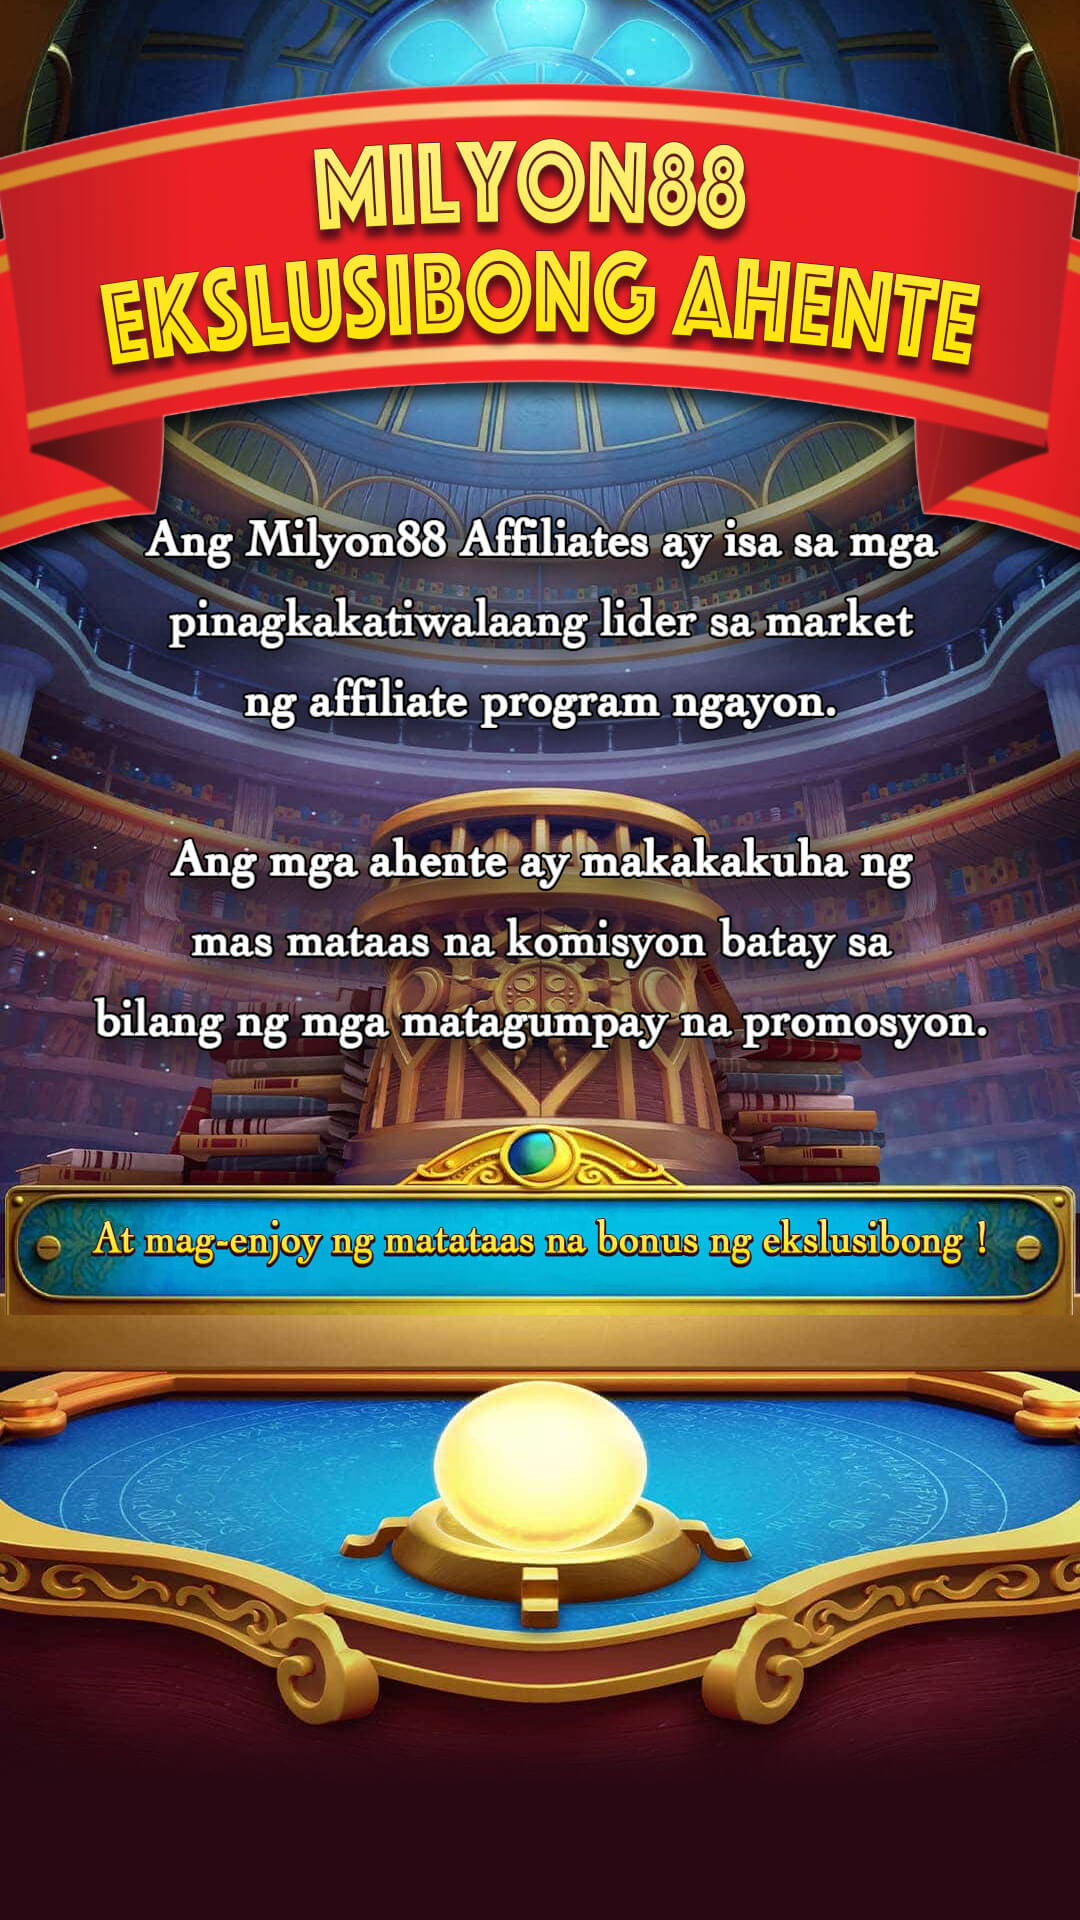 MILYON88
EKSLUSIBONG AHENTE
Ang Milyon88 Affiliates ay isa sa mga
pinagkakatiwalaang lider sa market
ng affiliate program ngayon.
Ang mga ahente ay makakakuha ng
mas mataas na komisyon batay sa
bilang ng mga matagumpay na promosyon.
At mag-enjoy ng matataas na bonus ng ekslusibong !